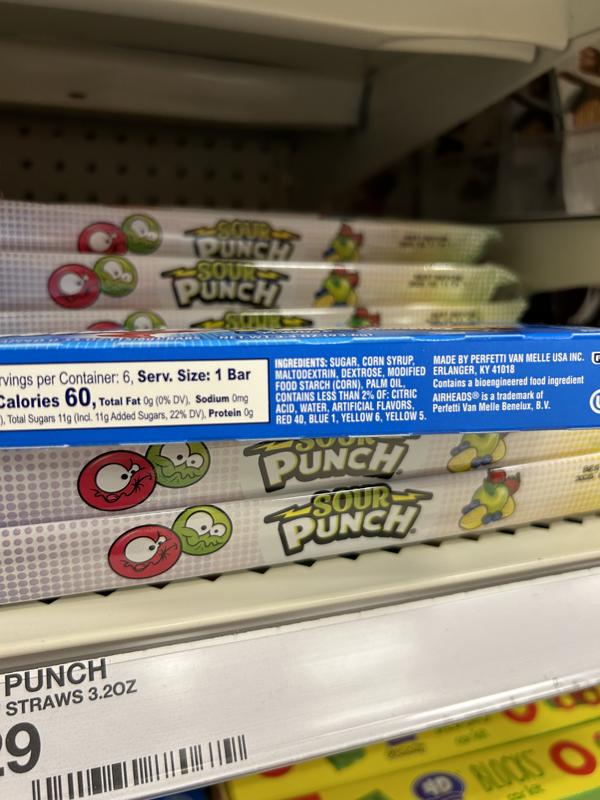 SOUR
PUNCH
SOUR
PUNCH
SOUR
rvings per Container: 6, Serv. Size: 1 Bar
Calories 60, Total Fat 0g (0% DV), Sodium 0mg
), Total Sugars 11g (Incl. 11g Added Sugars, 22% DV), Protein 0g
INGREDIENTS: SUGAR, CORN SYRUP,
MALTODEXTRIN, DEXTROSE, MODIFIED
FOOD STARCH (CORN), PALM OIL,
CONTAINS LESS THAN 2% OF: CITRIC
ACID, WATER, ARTIFICIAL FLAVORS,
RED 40, BLUE 1, YELLOW 6, YELLOW 5.
MADE BY PERFETTI VAN MELLE USA INC.
ERLANGER, KY 41018
Contains a bioengineered food ingredient
AIRHEADS® is a trademark of
Perfetti Van Melle Benelux, B.V.
SOUR
PUNCH
SOUR
PUNCH
PUNCH
STRAWS 3.2OZ
29
4D BLOCKS